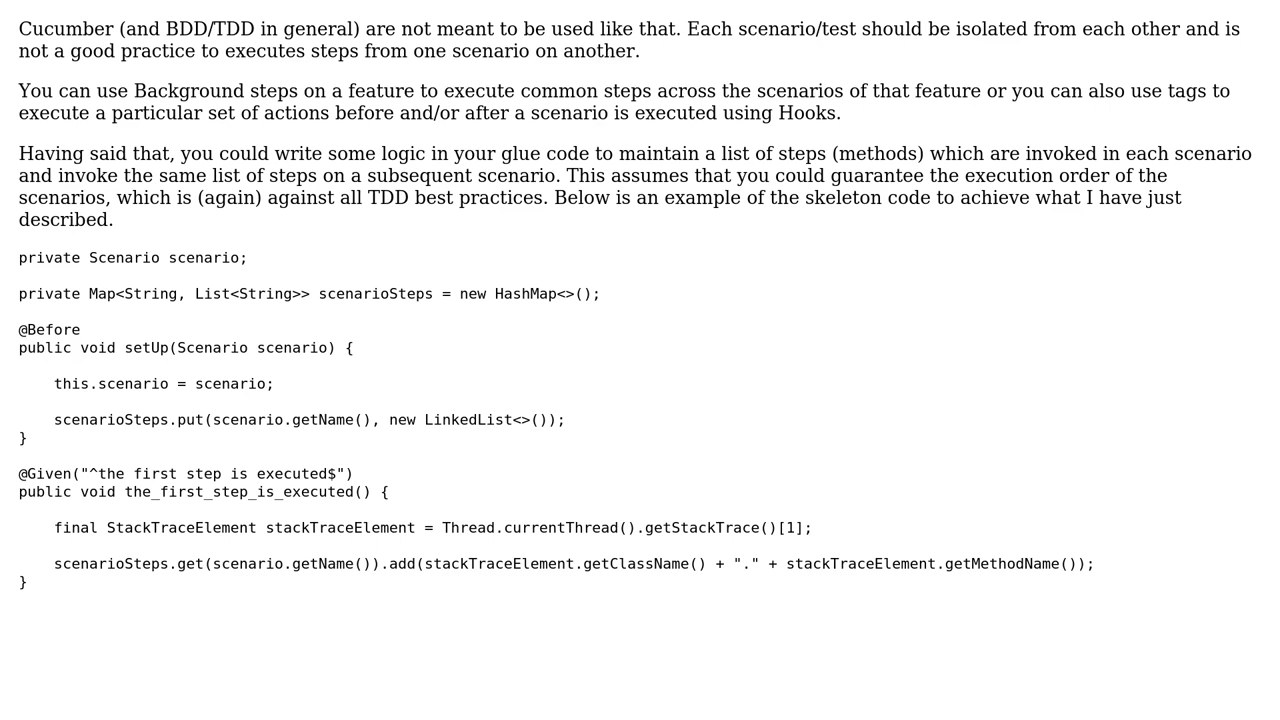 Cucumber (and BDD/TDD in general) are not meant to be used like that. Each scenario/test should be isolated from each other and is
not a good practice to executes steps from one scenario on another.
You can use Background steps on a feature to execute common steps across the scenarios of that feature or you can also use tags to
execute a particular set of actions before and/or after a scenario is executed using Hooks.
Having said that, you could write some logic in your glue code to maintain a list of steps (methods) which are invoked in each scenario
and invoke the same list of steps on a subsequent scenario. This assumes that you could guarantee the execution order of the
scenarios, which is (again) against all TDD best practices. Below is an example of the skeleton code to achieve what I have just
described.
private Scenario scenario;
private Map<String, List<String>> scenarioSteps = new HashMap<>();
@Before
public void setUp(Scenario scenario) {
    this.scenario = scenario;
    scenarioSteps.put(scenario.getName(), new LinkedList<>());
}
@Given("^the first step is executed$")
public void the_first_step_is_executed() {
    final StackTraceElement stackTraceElement = Thread.currentThread().getStackTrace()[1];
    scenarioSteps.get(scenario.getName()).add(stackTraceElement.getClassName() + "." + stackTraceElement.getMethodName());
}